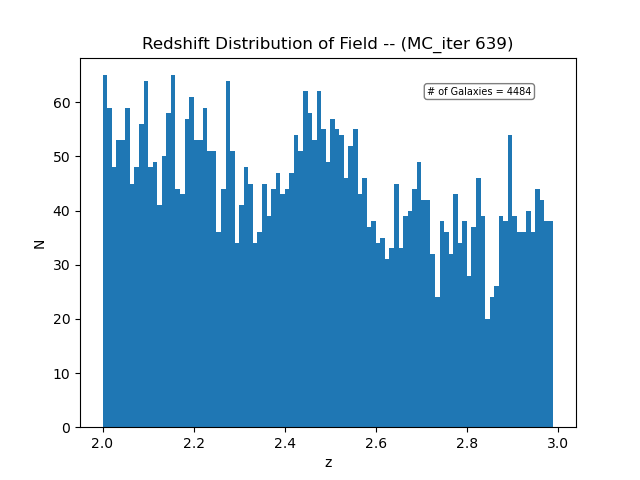 Redshift Distribution of Field -- (MC_iter 639)
# of Galaxies = 4484
60
50
40
30
20
10
0
N
2.0 2.2 2.4 2.6 2.8 3.0
z